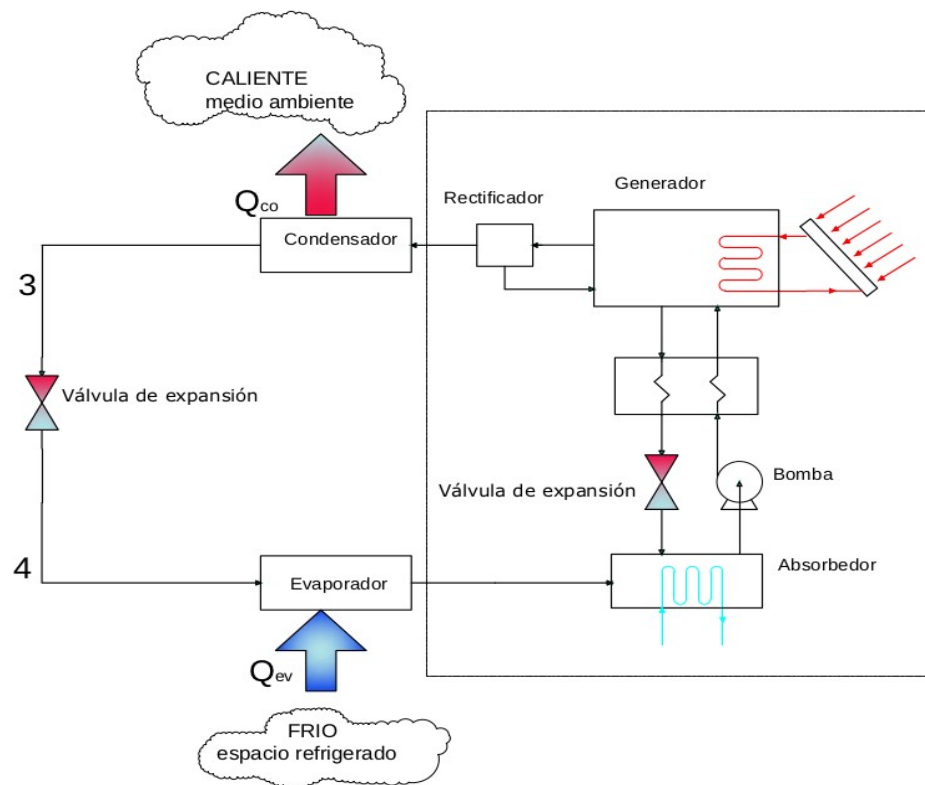 CALIENTE
medio ambiente
Qco
Condensador
Rectificador
Generador
3
Válvula de expansión
Válvula de expansión
Bomba
4
Evaporador
Absorbedor
Qev
FRIO
espacio refrigerado